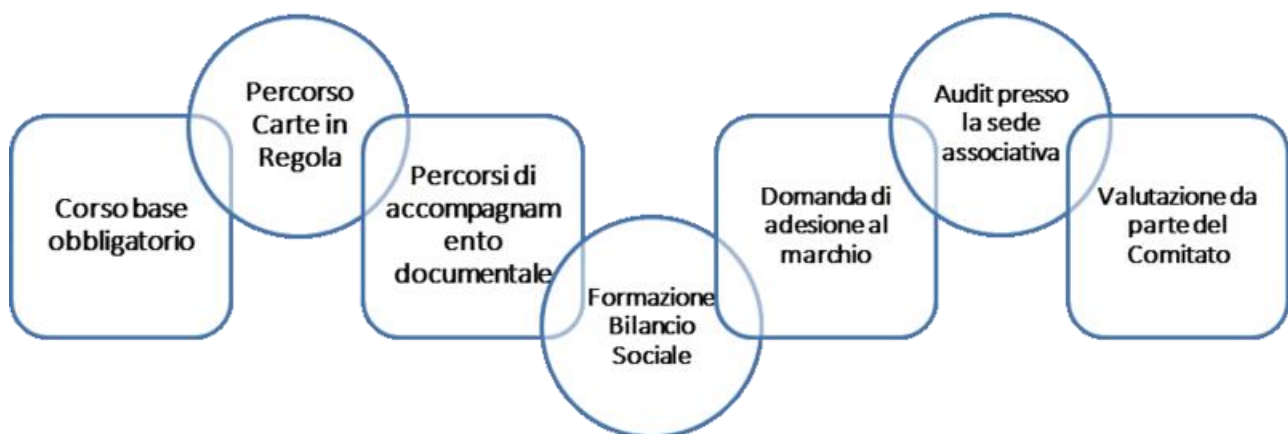 Corso base
obbligatorio
Percorso
Carte in
Regola
Percorsi di
accompagnam
ento
documentale
Formazione
Bilancio
Sociale
Domanda di
adesione al
marchio
Audit presso
la sede
associativa
Valutazione da
parte del
Comitato